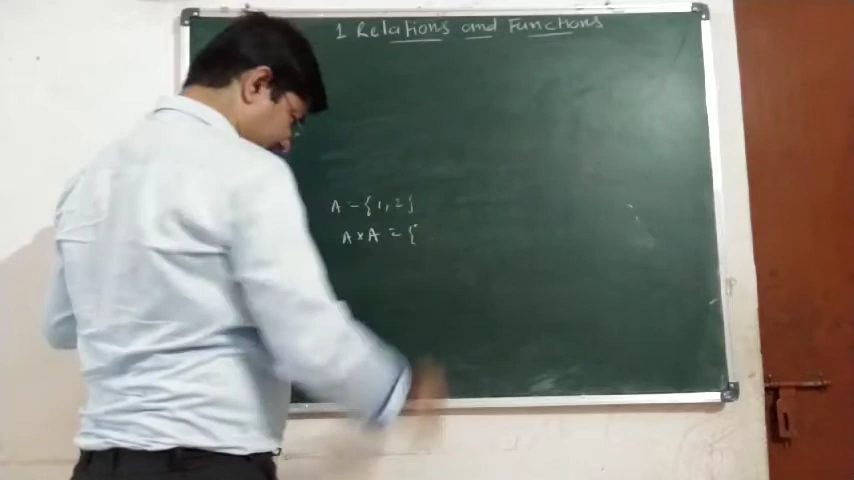 1 Relations and Functions
A = {1, 2}
A × A = {